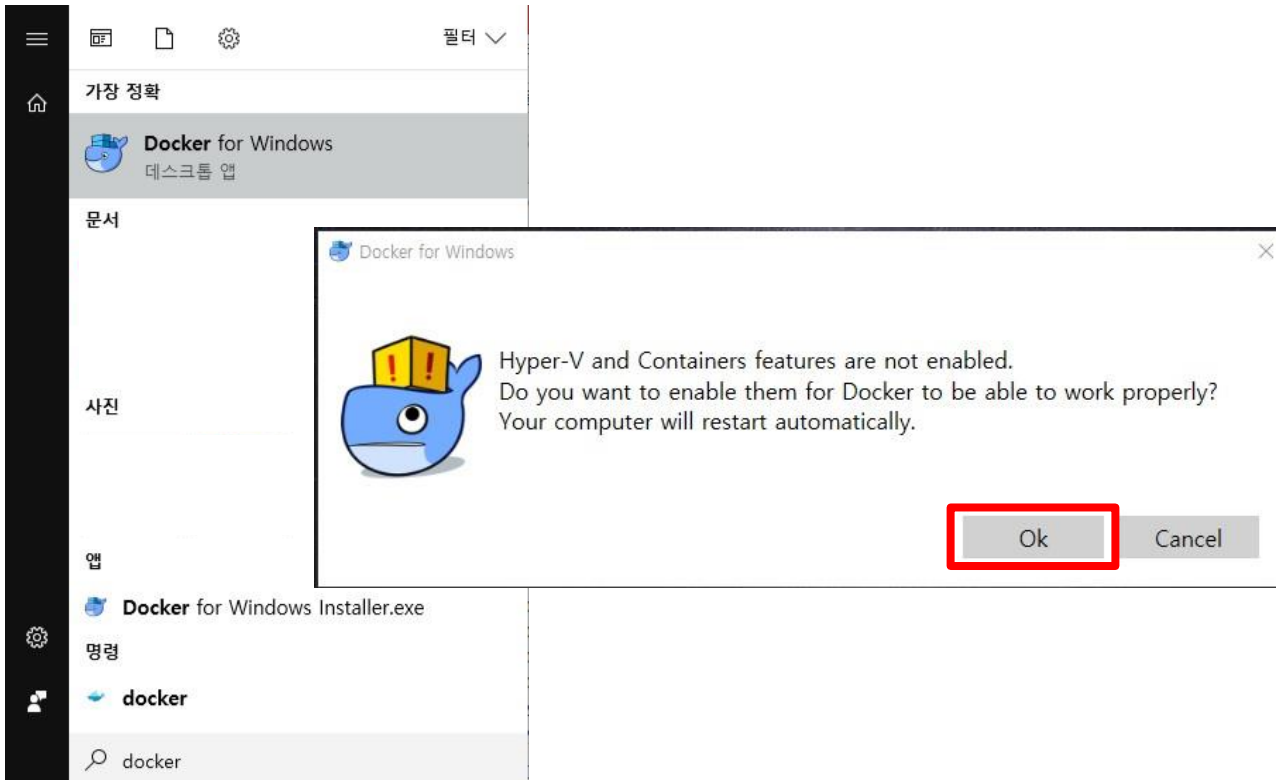 필터
가장 정확
Docker for Windows
데스크톱 앱
문서
Docker for Windows
Hyper-V and Containers features are not enabled.
Do you want to enable them for Docker to be able to work properly?
Your computer will restart automatically.
Ok
Cancel
사진
앱
Docker for Windows Installer.exe
명령
docker
docker